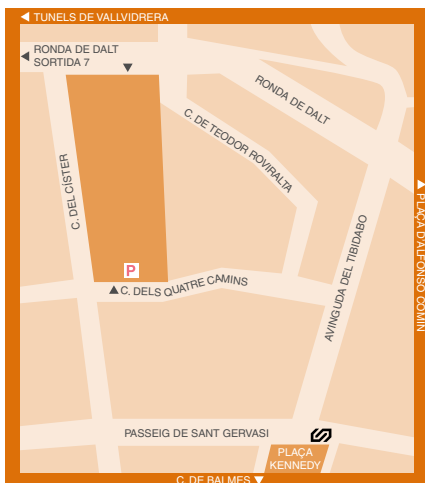 TUNELS DE VALLVIDRERA
RONDA DE DALT
SORTIDA 7
RONDA DE DALT
C. DE TEODOR ROVIRALTA
C. DEL CÍSTER
PLAÇA D'ALFONSO COMÍN
AVINGUDA DEL TIBIDABO
P
C. DELS QUATRE CAMINS
PASSEIG DE SANT GERVASI
PLAÇA
KENNEDY
C. DE BALMES